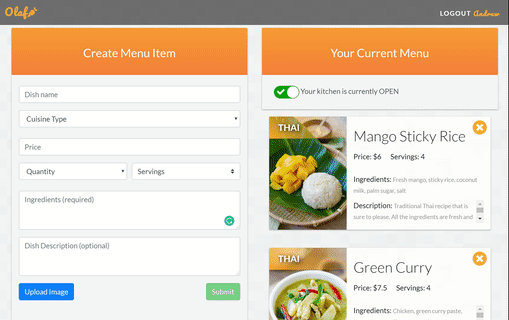 Olaf
LOGOUT Andrew
Create Menu Item
Dish name
Cuisine Type
Price
Quantity
Servings
Ingredients (required)
Dish Description (optional)
Upload Image
Submit
Your Current Menu
Your kitchen is currently OPEN
THAI
Mango Sticky Rice
Price: $6 Servings: 4
Ingredients: Fresh mango, sticky rice, coconut
milk, palm sugar, salt
Description: Traditional Thai recipe that is
sure to please. All the ingredients are fresh and
THAI
Green Curry
Price: $7.5 Servings: 4
Ingredients: Chicken, green curry paste,